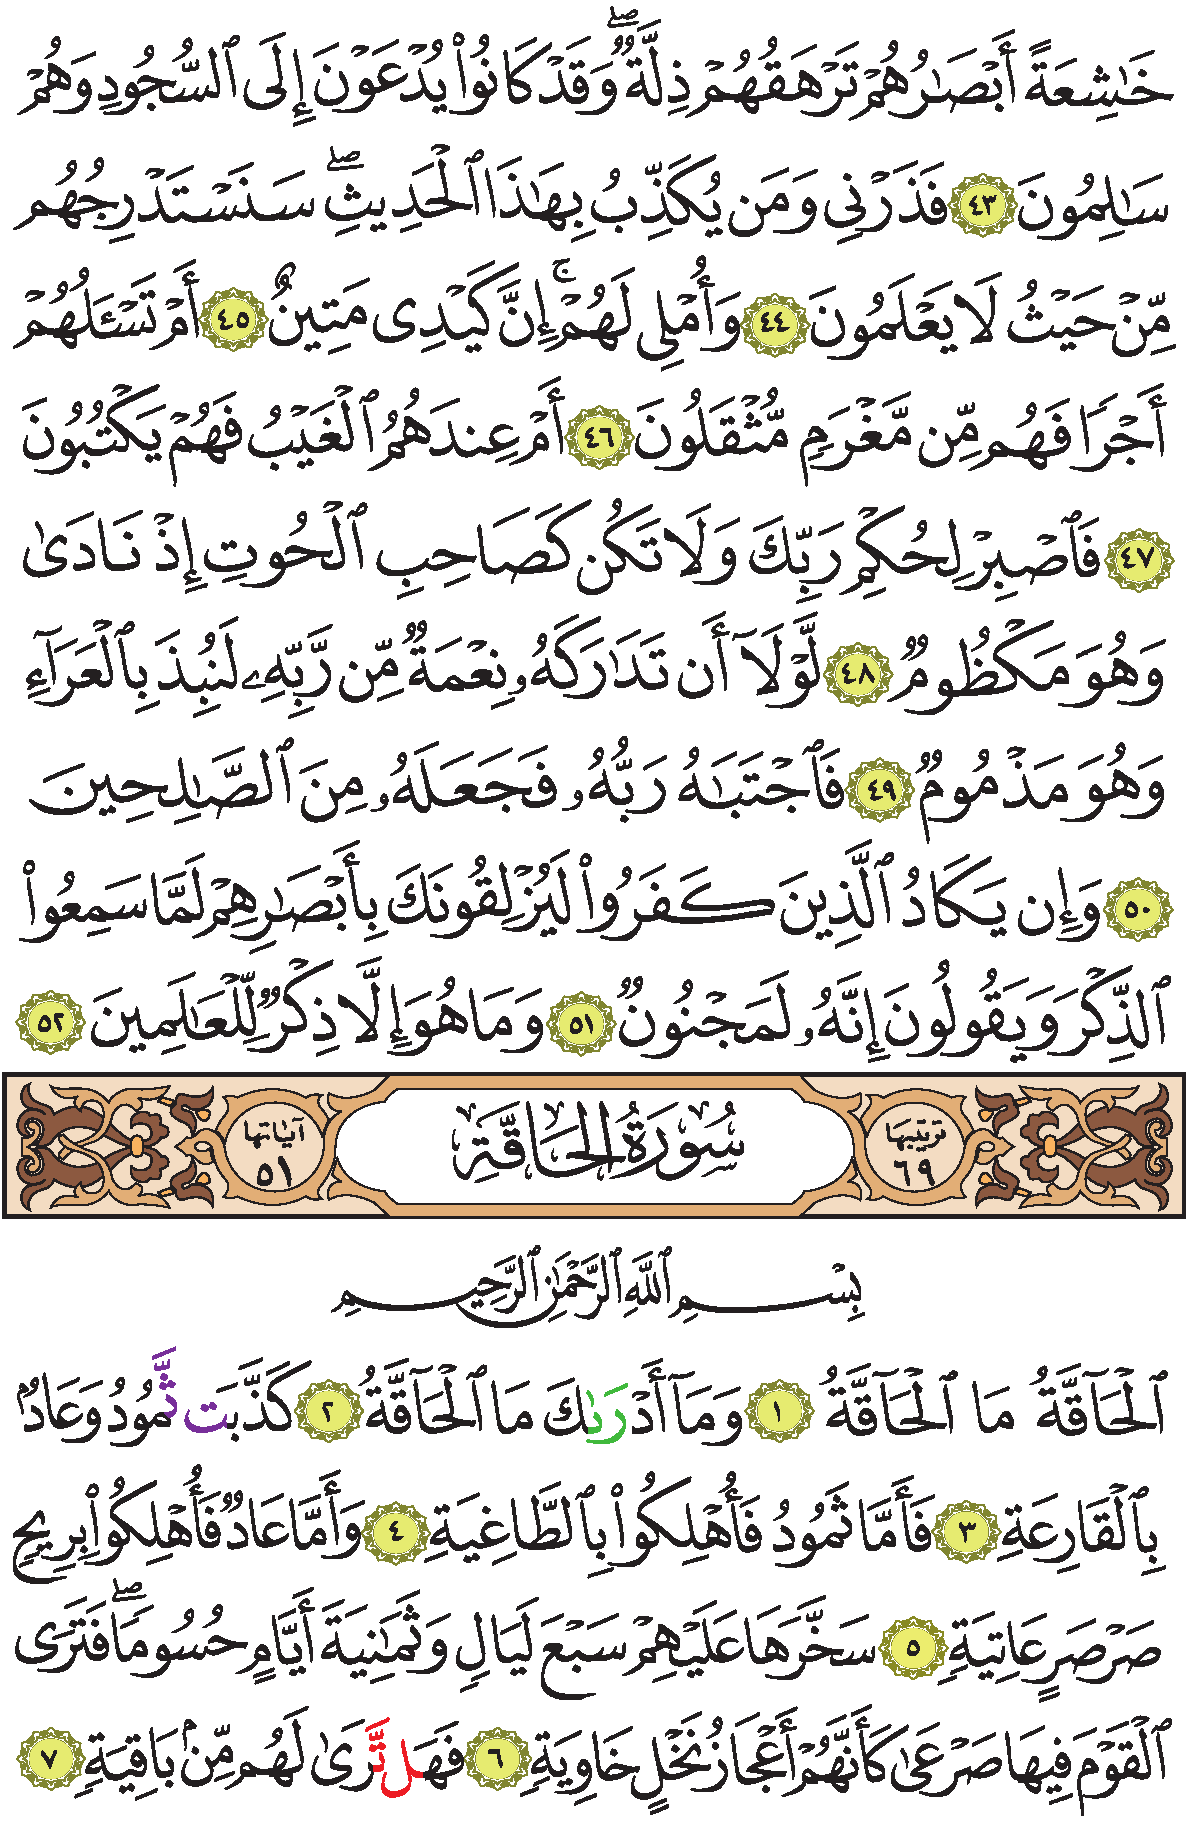 خَٰشِعَةً أَبْصَٰرُهُمْ تَرْهَقُهُمْ ذِلَّةٌۖ وَقَدْ كَانُوا۟ يُدْعَوْنَ إِلَى ٱلسُّجُودِ وَهُمْ
سَٰلِمُونَ ٤٣ فَذَرْنِى وَمَن يُكَذِّبُ بِهَٰذَا ٱلْحَدِيثِۖ سَنَسْتَدْرِجُهُم
مِّنْ حَيْثُ لَا يَعْلَمُونَ ٤٤ وَأُمْلِى لَهُمْۚ إِنَّ كَيْدِى مَتِينٌ ٤٥ أَمْ تَسْـَٔلُهُمْ
أَجْرًا فَهُم مِّن مَّغْرَمٍ مُّثْقَلُونَ ٤٦ أَمْ عِندَهُمُ ٱلْغَيْبُ فَهُمْ يَكْتُبُونَ
٤٧ فَٱصْبِرْ لِحُكْمِ رَبِّكَ وَلَا تَكُن كَصَاحِبِ ٱلْحُوتِ إِذْ نَادَىٰ
وَهُوَ مَكْظُومٌ ٤٨ لَّوْلَآ أَن تَدَٰرَكَهُۥ نِعْمَةٌ مِّن رَّبِّهِۦ لَنُبِذَ بِٱلْعَرَآءِ
وَهُوَ مَذْمُومٌ ٤٩ فَٱجْتَبَٰهُ رَبُّهُۥ فَجَعَلَهُۥ مِنَ ٱلصَّٰلِحِينَ
٥٠ وَإِن يَكَادُ ٱلَّذِينَ كَفَرُوا۟ لَيُزْلِقُونَكَ بِأَبْصَٰرِهِمْ لَمَّا سَمِعُوا۟
ٱلذِّكْرَ وَيَقُولُونَ إِنَّهُۥ لَمَجْنُونٌ ٥١ وَمَا هُوَ إِلَّا ذِكْرٌ لِّلْعَٰلَمِينَ ٥٢
ترتيبها ٦٩ سُورَةُ الحَاقَّةِ آياتها ٥١
بِسْمِ ٱللَّهِ ٱلرَّحْمَٰنِ ٱلرَّحِيمِ
ٱلْحَآقَّةُ مَا ٱلْحَآقَّةُ ١ وَمَآ أَدْرَىٰكَ مَا ٱلْحَآقَّةُ ٢ كَذَّبَت ثَّمُودُ وَعَادٌۢ
بِٱلْقَارِعَةِ ٣ فَأَمَّا ثَمُودُ فَأُهْلِكُوا۟ بِٱلطَّاغِيَةِ ٤ وَأَمَّا عَادٌ فَأُهْلِكُوا۟ بِرِيحٍ
صَرْصَرٍ عَاتِيَةٍ ٥ سَخَّرَهَا عَلَيْهِمْ سَبْعَ لَيَالٍ وَثَمَٰنِيَةَ أَيَّامٍ حُسُومًاۖ فَتَرَى
ٱلْقَوْمَ فِيهَا صَرْعَىٰ كَأَنَّهُمْ أَعْجَازُ نَخْلٍ خَاوِيَةٍ ٦ فَهَل تَّرَىٰ لَهُم مِّنۢ بَاقِيَةٍ ٧